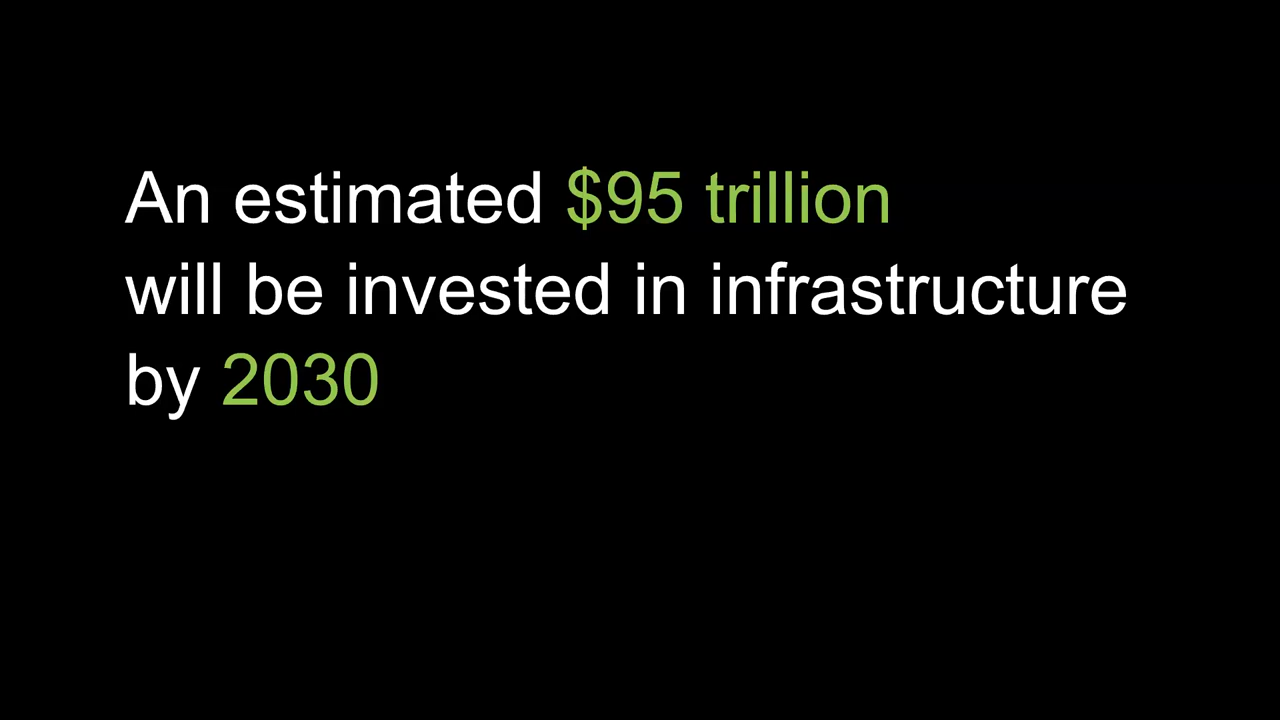 An estimated $95 trillion
will be invested in infrastructure
by 2030